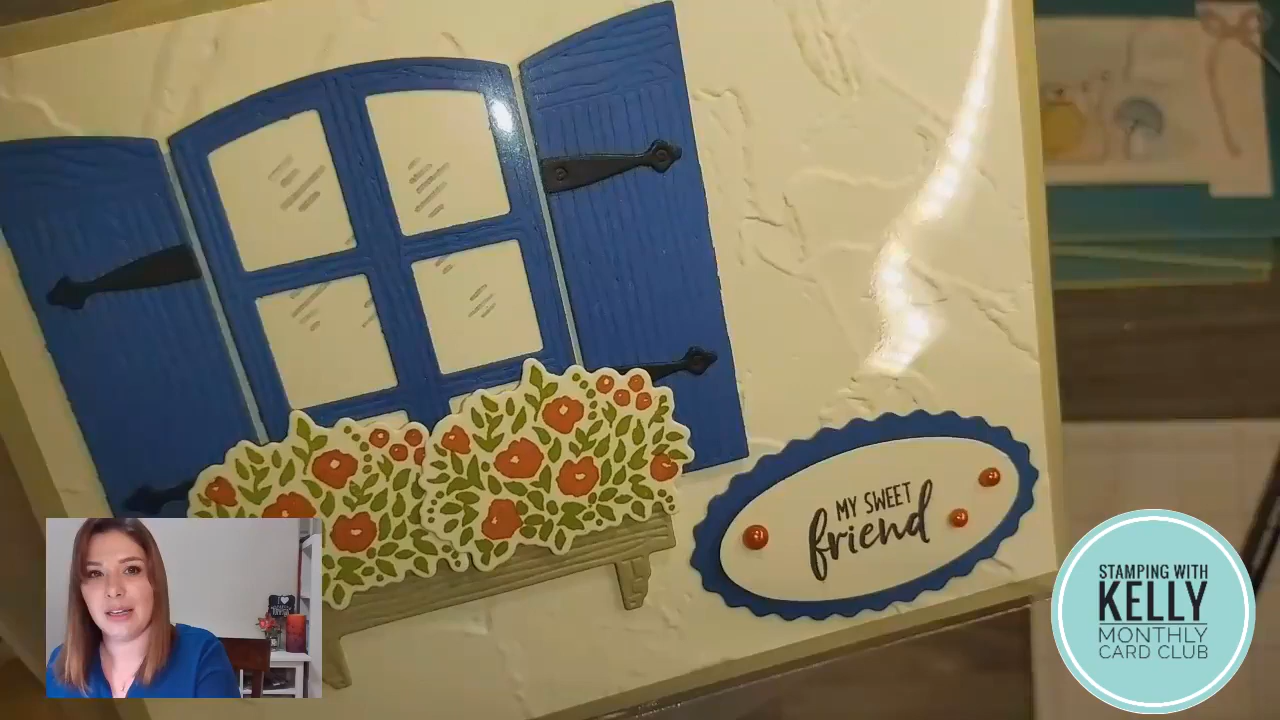 MY SWEET
friend
STAMPING WITH
KELLY
MONTHLY
CARD CLUB